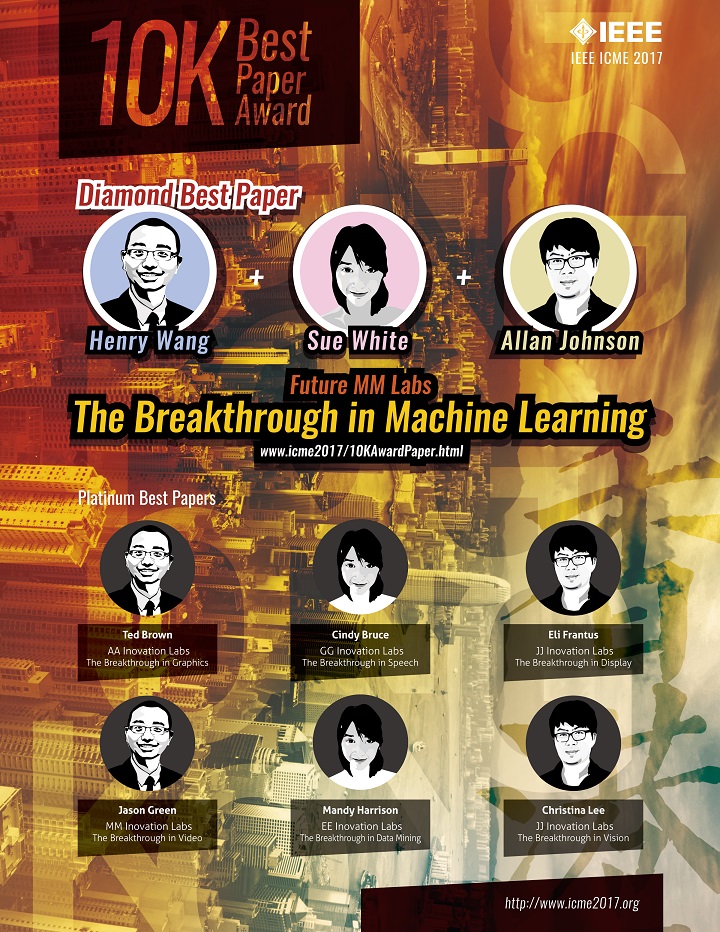 10K Best
Paper
Award
IEEE
IEEE ICME 2017
Diamond Best Paper
Henry Wang + Sue White + Allan Johnson
Future MM Labs
The Breakthrough in Machine Learning
www.icme2017/10KAwardPaper.html
Platinum Best Papers
Ted Brown
AA Inovation Labs
The Breakthrough in Graphics
Cindy Bruce
GG Inovation Labs
The Breakthrough in Speech
Eli Frantus
JJ Inovation Labs
The Breakthrough in Display
Jason Green
MM Inovation Labs
The Breakthrough in Video
Mandy Harrison
EE Inovation Labs
The Breakthrough in Data Mining
Christina Lee
JJ Inovation Labs
The Breakthrough in Vision
http://www.icme2017.org